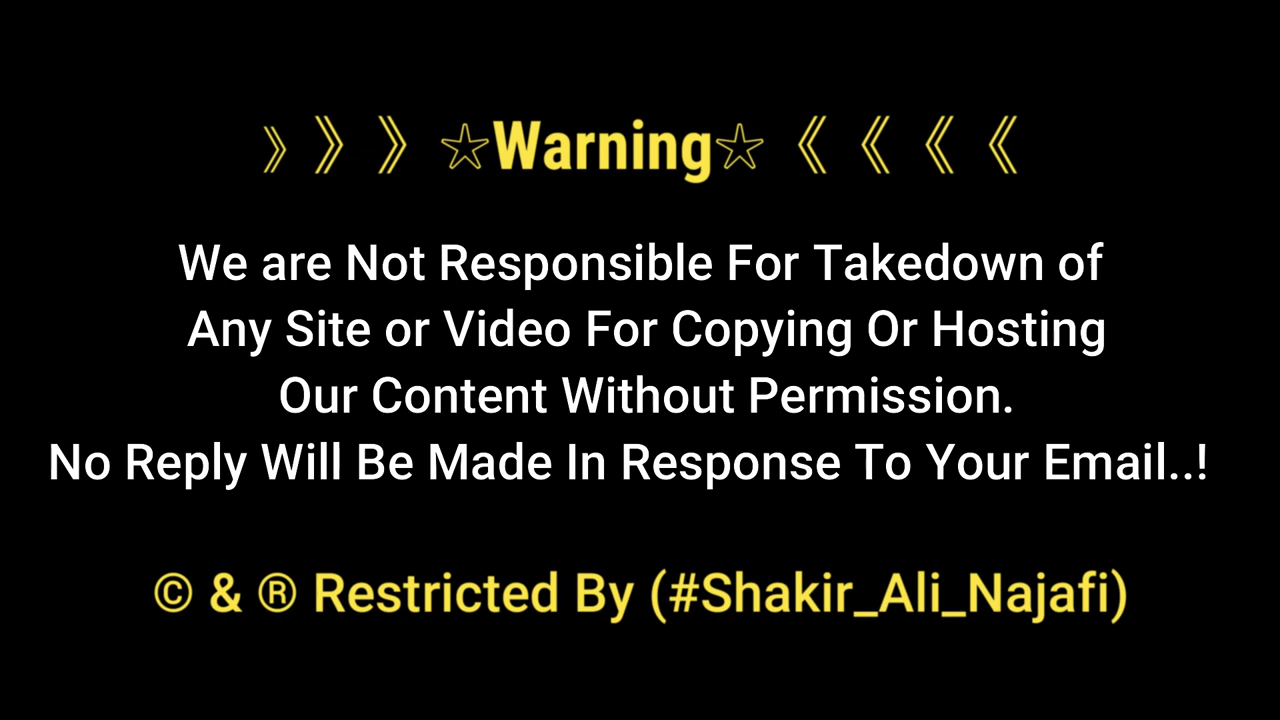 》》》☆Warning☆《《《《
We are Not Responsible For Takedown of
Any Site or Video For Copying Or Hosting
Our Content Without Permission.
No Reply Will Be Made In Response To Your Email..!
© & ® Restricted By (#Shakir_Ali_Najafi)